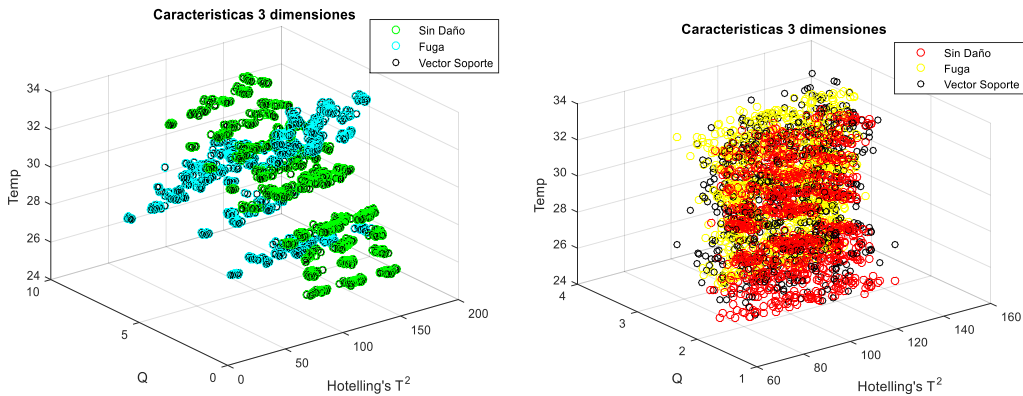 Caracteristicas 3 dimensiones
Sin Daño
Fuga
Vector Soporte
34
32
30
28
26
24
Temp
10
5
0
Q
0
50
100
150
200
Hotelling's T²
Caracteristicas 3 dimensiones
Sin Daño
Fuga
Vector Soporte
34
32
30
28
26
24
Temp
4
3
2
1
Q
60
80
100
120
140
160
Hotelling's T²